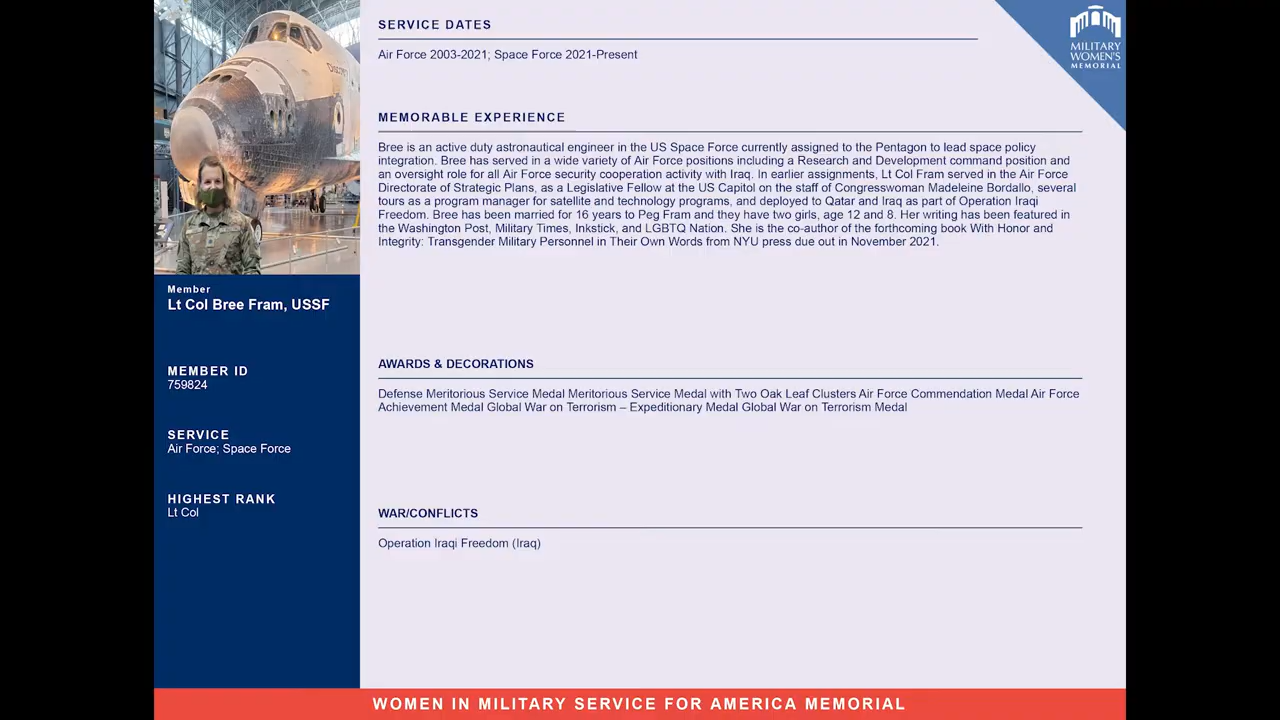 SERVICE DATES
Air Force 2003-2021; Space Force 2021-Present
MILITARY
WOMEN'S
MEMORIAL
MEMORABLE EXPERIENCE
Bree is an active duty astronautical engineer in the US Space Force currently assigned to the Pentagon to lead space policy
integration. Bree has served in a wide variety of Air Force positions including a Research and Development command position and
an oversight role for all Air Force security cooperation activity with Iraq. In earlier assignments, Lt Col Fram served in the Air Force
Directorate of Strategic Plans, as a Legislative Fellow at the US Capitol on the staff of Congresswoman Madeleine Bordallo, several
tours as a program manager for satellite and technology programs, and deployed to Qatar and Iraq as part of Operation Iraqi
Freedom. Bree has been married for 16 years to Peg Fram and they have two girls, age 12 and 8. Her writing has been featured in
the Washington Post, Military Times, Inkstick, and LGBTQ Nation. She is the co-author of the forthcoming book With Honor and
Integrity: Transgender Military Personnel in Their Own Words from NYU press due out in November 2021.
Member
Lt Col Bree Fram, USSF
MEMBER ID
759824
SERVICE
Air Force; Space Force
HIGHEST RANK
Lt Col
AWARDS & DECORATIONS
Defense Meritorious Service Medal Meritorious Service Medal with Two Oak Leaf Clusters Air Force Commendation Medal Air Force
Achievement Medal Global War on Terrorism – Expeditionary Medal Global War on Terrorism Medal
WAR/CONFLICTS
Operation Iraqi Freedom (Iraq)
WOMEN IN MILITARY SERVICE FOR AMERICA MEMORIAL